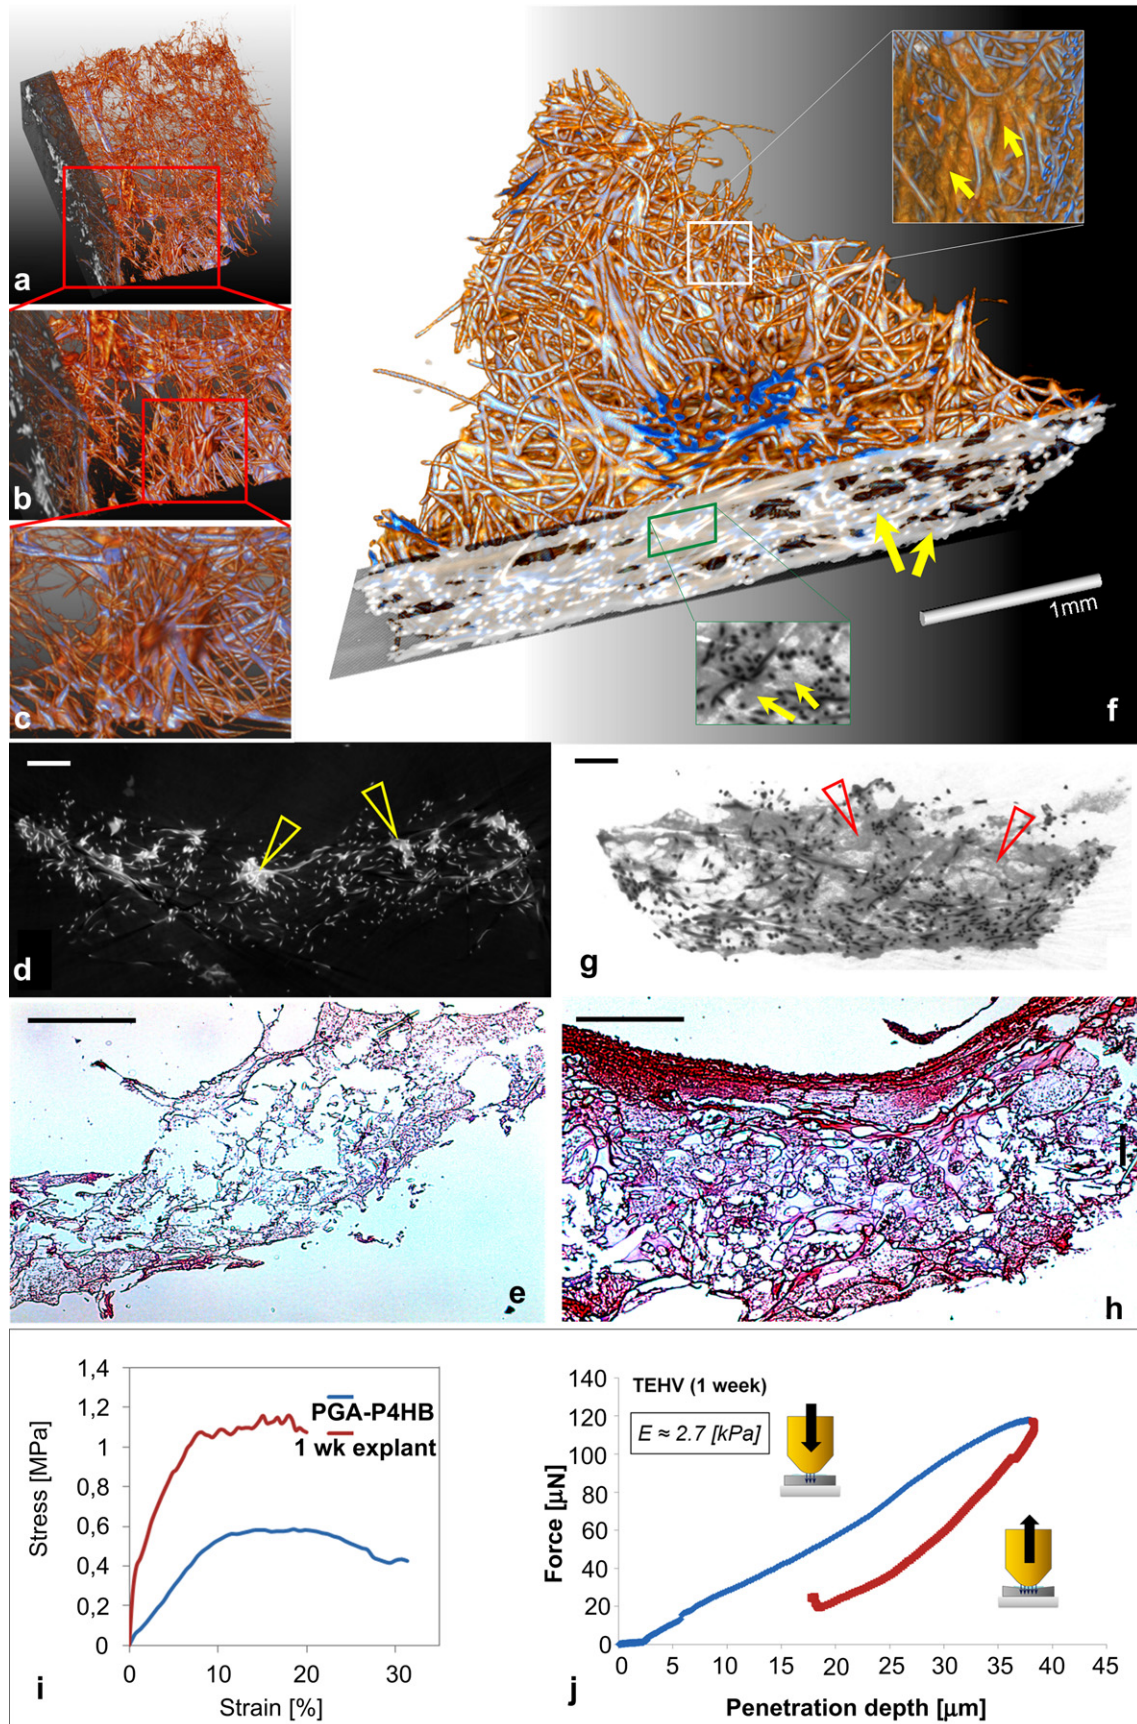 a
b
c
1mm
f
d
g
e
h
1,4
1,2
1
0,8
0,6
0,4
0,2
0
0
10
20
30
Stress [MPa]
Strain [%]
PGA-P4HB
1 wk explant
i
TEHV (1 week)
E ≈ 2.7 [kPa]
140
120
100
80
60
40
20
0
0
5
10
15
20
25
30
35
40
45
Force [µN]
Penetration depth [µm]
j